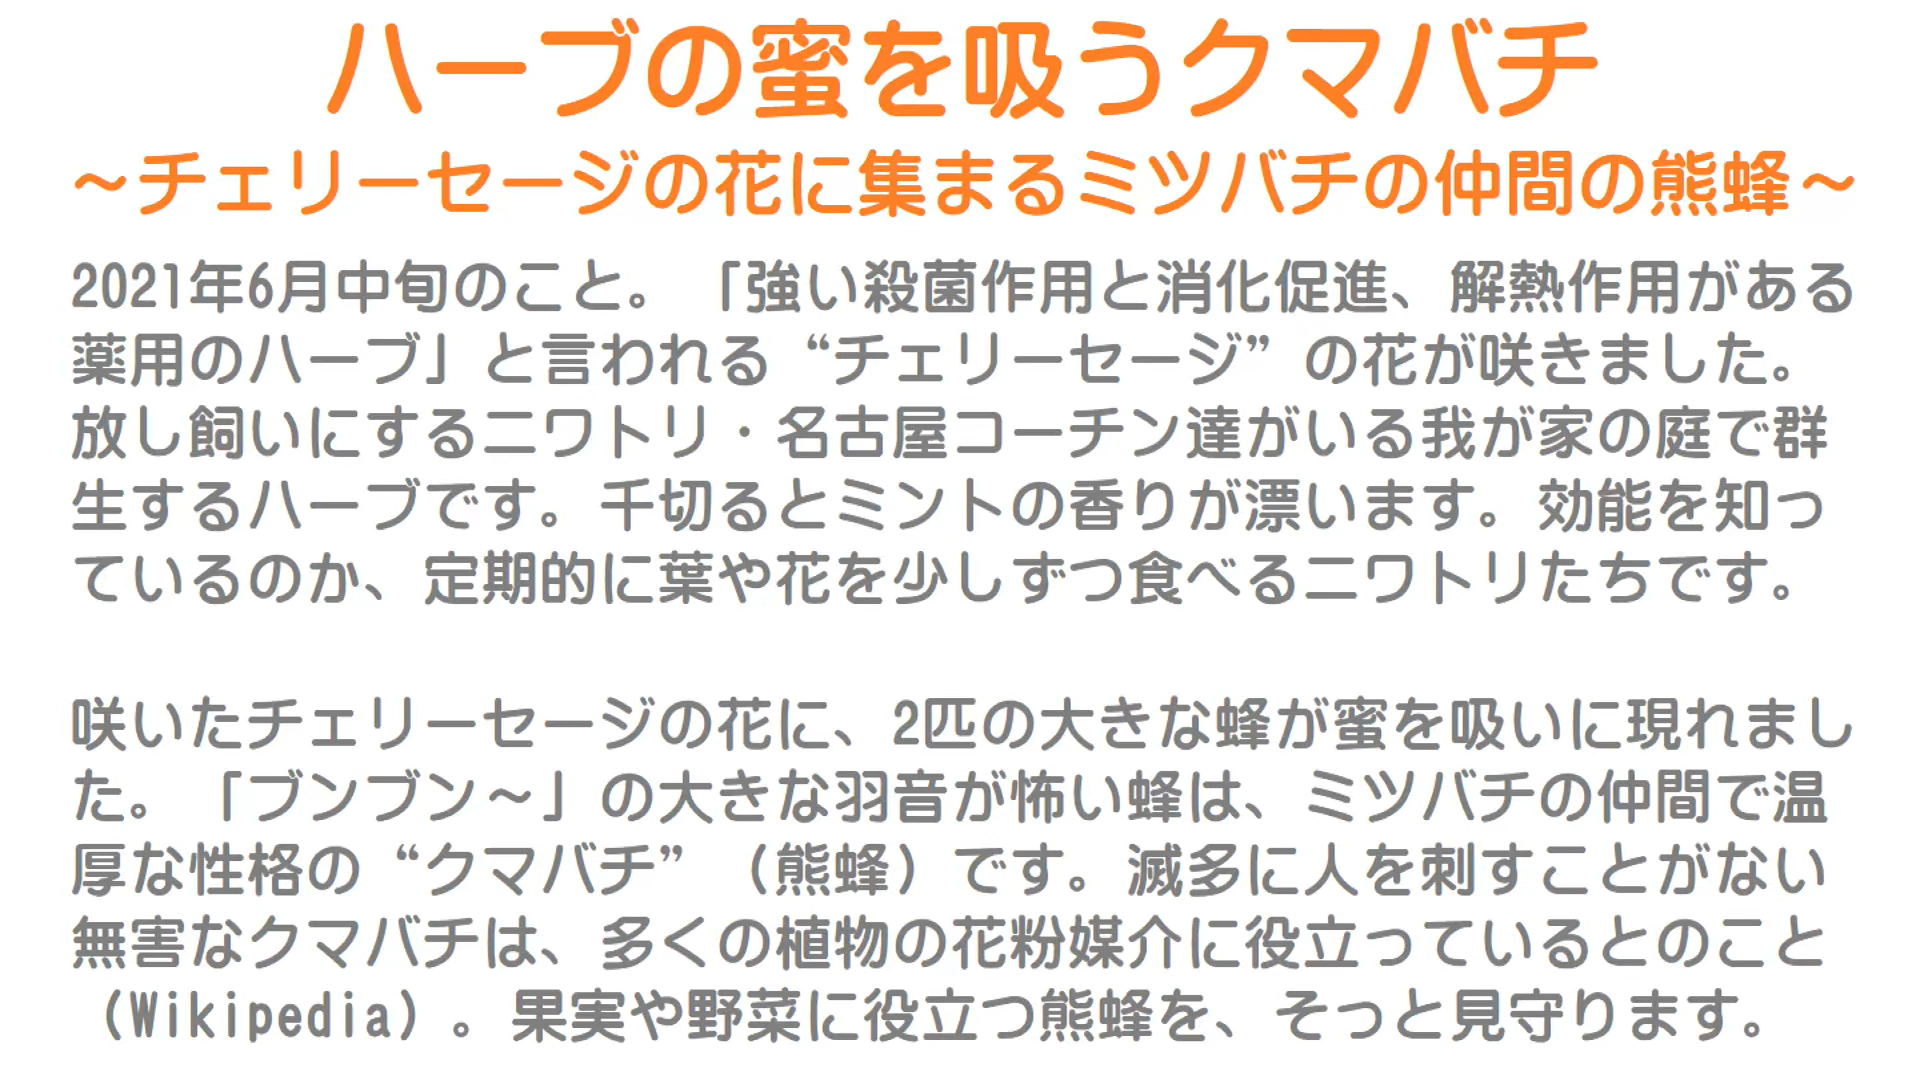 ハーブの蜜を吸うクマバチ
～チェリーセージの花に集まるミツバチの仲間の熊蜂～
2021年6月中旬のこと。「強い殺菌作用と消化促進、解熱作用がある
薬用のハーブ」と言われる“チェリーセージ”の花が咲きました。
放し飼いにするニワトリ・名古屋コーチン達がいる我が家の庭で群
生するハーブです。千切るとミントの香りが漂います。効能を知っ
ているのか、定期的に葉や花を少しずつ食べるニワトリたちです。
咲いたチェリーセージの花に、2匹の大きな蜂が蜜を吸いに現れまし
た。「ブンブン～」の大きな羽音が怖い蜂は、ミツバチの仲間で温
厚な性格の“クマバチ”（熊蜂）です。滅多に人を刺すことがない
無害なクマバチは、多くの植物の花粉媒介に役立っているとのこと
（Wikipedia）。果実や野菜に役立つ熊蜂を、そっと見守ります。